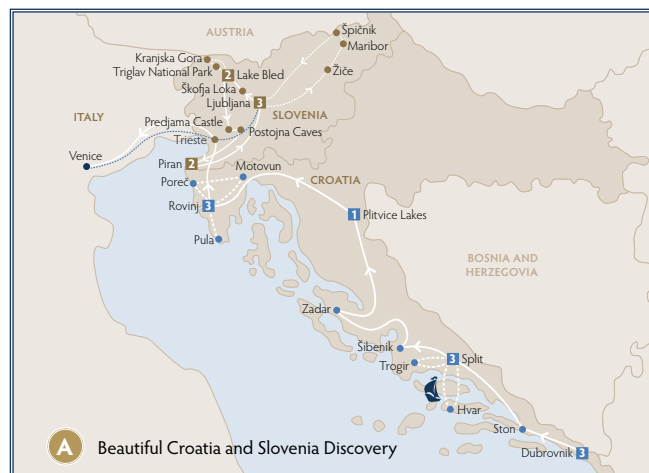 AUSTRIA
Špičnik
Maribor
Kranjska Gora
Triglav National Park
2 Lake Bled
Žiče
Škofja Loka
Ljubljana 3
ITALY
SLOVENIA
Predjama Castle
Postojna Caves
Trieste
Venice
Piran 2
Motovun
CROATIA
Poreč
Rovinj 3
1 Plitvice Lakes
Pula
BOSNIA AND
HERZEGOVIA
Zadar
Šibenik
3 Split
Trogir
Hvar
Ston
Dubrovnik 3
A Beautiful Croatia and Slovenia Discovery